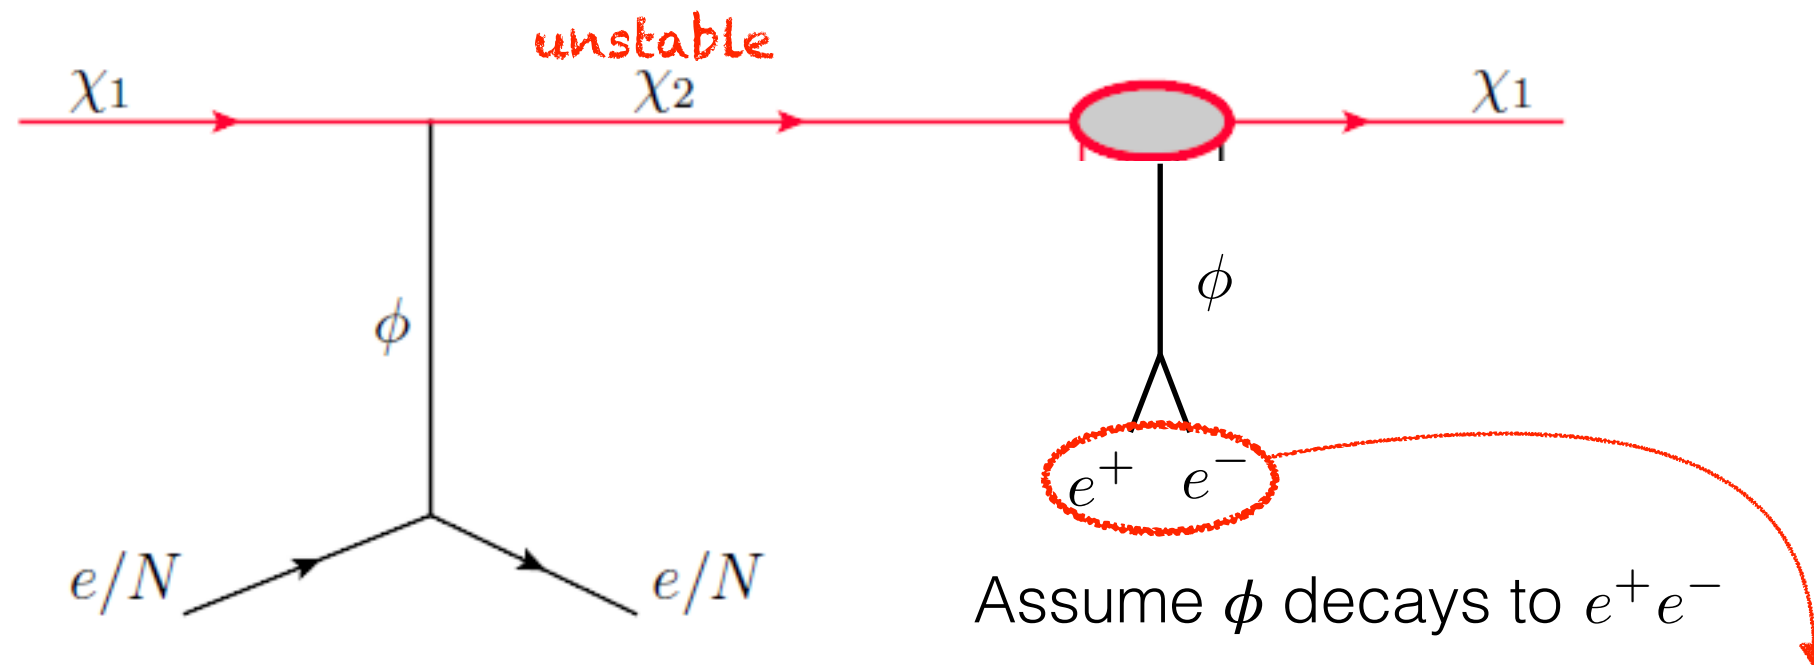 unstable
χ₁ χ₂ χ₁
ϕ
ϕ
e⁺ e⁻
e/N e/N
Assume ϕ decays to e⁺e⁻